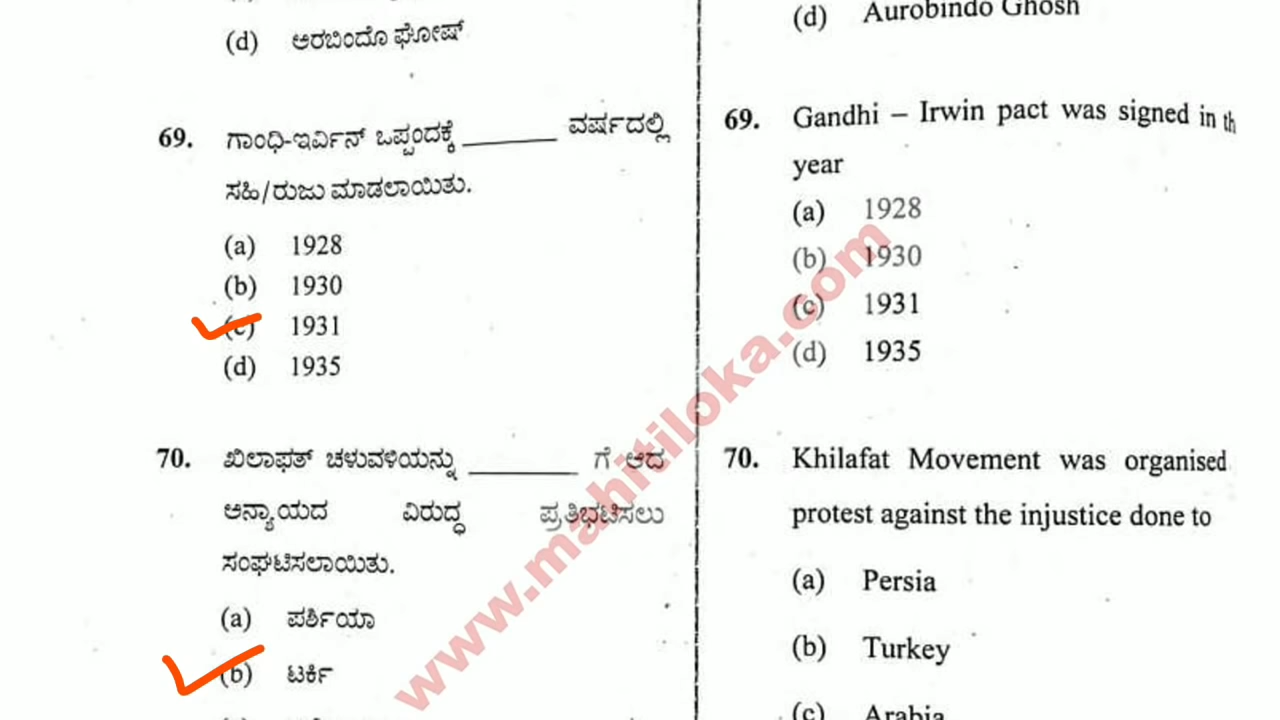 (d) ಅರಬಿಂದೊ ಘೋಷ್
69. ಗಾಂಧಿ-ಇರ್ವಿನ್ ಒಪ್ಪಂದಕ್ಕೆ ________ ವರ್ಷದಲ್ಲಿ
ಸಹಿ/ರುಜು ಮಾಡಲಾಯಿತು.
(a) 1928
(b) 1930
(c) 1931
(d) 1935
70. ಖಿಲಾಫತ್ ಚಳುವಳಿಯನ್ನು ________ ಗೆ ಆದ
ಅನ್ಯಾಯದ ವಿರುದ್ಧ ಪ್ರತಿಭಟಿಸಲು
ಸಂಘಟಿಸಲಾಯಿತು.
(a) ಪರ್ಶಿಯಾ
(b) ಟರ್ಕಿ
(d) Aurobindo Ghosh
69. Gandhi – Irwin pact was signed in th
year
(a) 1928
(b) 1930
(c) 1931
(d) 1935
70. Khilafat Movement was organised
protest against the injustice done to
(a) Persia
(b) Turkey
(c) Arabia
www.mahitiloka.com